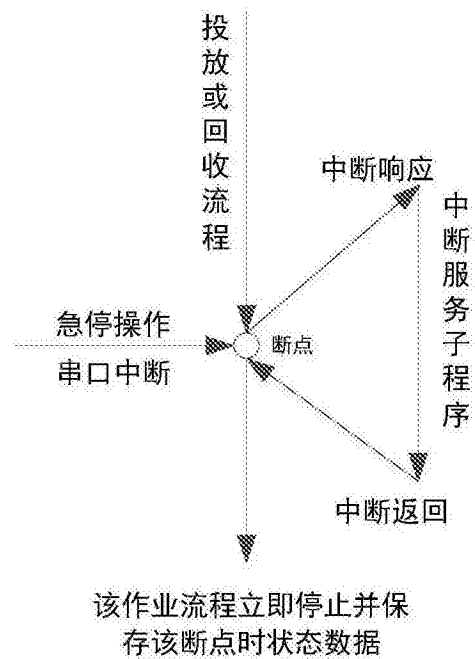 投放或回收流程
中断响应
中断服务子程序
急停操作
断点
串口中断
中断返回
该作业流程立即停止并保
存该断点时状态数据